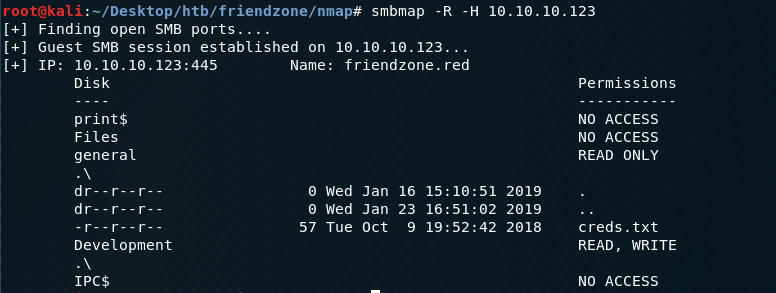 root@kali:~/Desktop/htb/friendzone/nmap# smbmap -R -H 10.10.10.123
[+] Finding open SMB ports....
[+] Guest SMB session established on 10.10.10.123...
[+] IP: 10.10.10.123:445        Name: friendzone.red
        Disk                                                    Permissions
        ----                                                    -----------
        print$                                                  NO ACCESS
        Files                                                   NO ACCESS
        general                                                 READ ONLY
        .\
        dr--r--r--                0 Wed Jan 16 15:10:51 2019    .
        dr--r--r--                0 Wed Jan 23 16:51:02 2019    ..
        -r--r--r--               57 Tue Oct  9 19:52:42 2018    creds.txt
        Development                                             READ, WRITE
        .\
        IPC$                                                    NO ACCESS